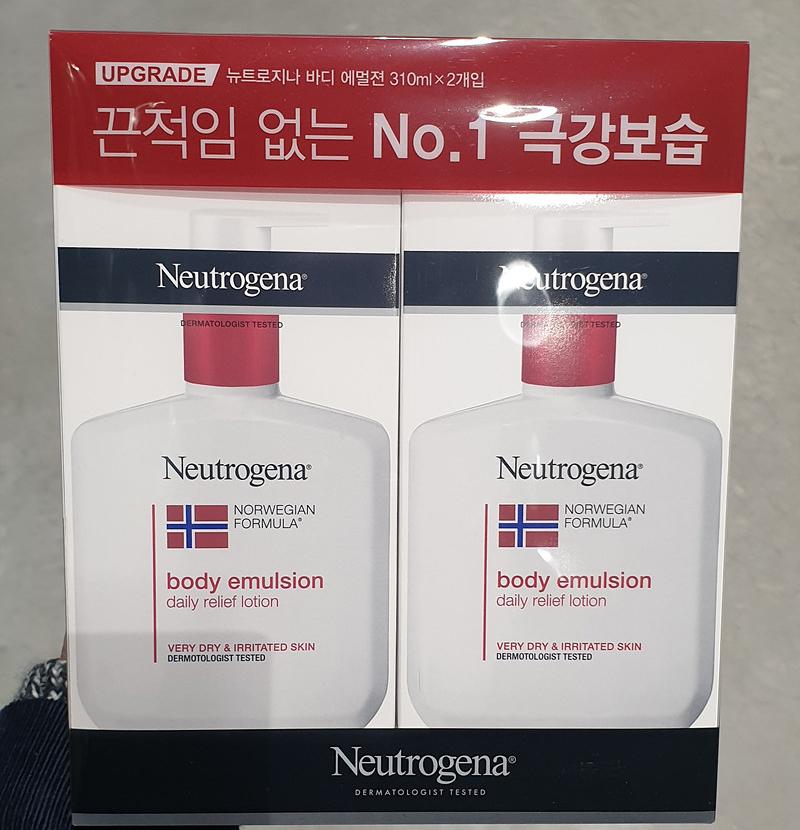 UPGRADE 뉴트로지나 바디 에멀젼 310ml×2개입
끈적임 없는 No.1 극강보습
Neutrogena®
DERMATOLOGIST TESTED
Neutrogena®
NORWEGIAN
FORMULA®
body emulsion
daily relief lotion
VERY DRY & IRRITATED SKIN
DERMOTOLOGIST TESTED
Neutrogena®
TESTED
Neutrogena®
NORWEGIAN
FORMULA®
body emulsion
daily relief lotion
VERY DRY & IRRITATED SKIN
DERMOTOLOGIST TESTED
Neutrogena®
DERMATOLOGIST TESTED